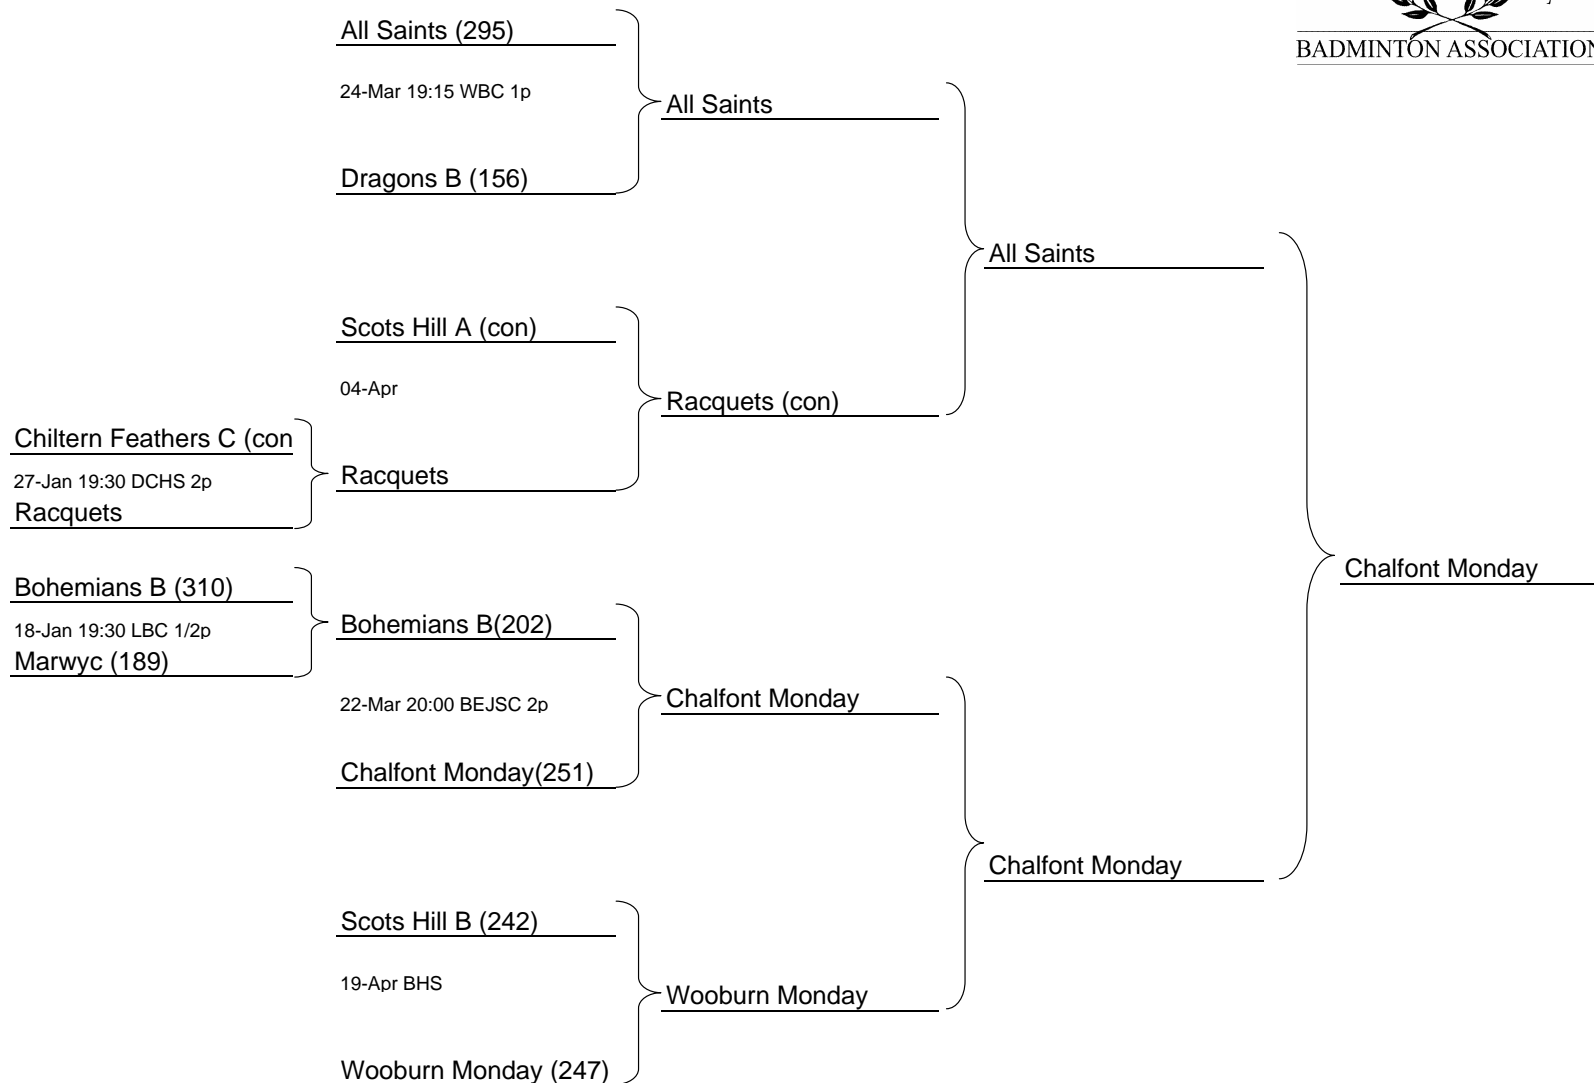 BADMINTON ASSOCIATION
All Saints (295)
24-Mar 19:15 WBC 1p
All Saints
Dragons B (156)
All Saints
Scots Hill A (con)
04-Apr
Racquets (con)
Chiltern Feathers C (con
27-Jan 19:30 DCHS 2p
Racquets
Racquets
Chalfont Monday
Bohemians B (310)
18-Jan 19:30 LBC 1/2p
Marwyc (189)
Bohemians B(202)
22-Mar 20:00 BEJSC 2p
Chalfont Monday
Chalfont Monday(251)
Chalfont Monday
Scots Hill B (242)
19-Apr BHS
Wooburn Monday
Wooburn Monday (247)